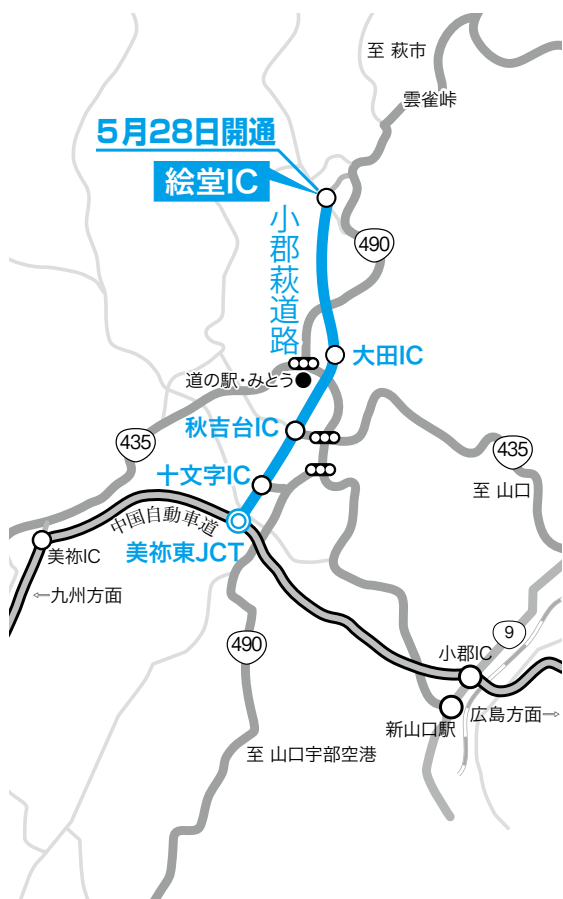 至 萩市
雲雀峠
5月28日開通
絵堂IC
小郡萩道路
490
大田IC
道の駅・みとう
秋吉台IC
435
435
十文字IC
至 山口
中国自動車道
美祢東JCT
美祢IC
←九州方面
9
490
小郡IC
新山口駅
広島方面→
至 山口宇部空港